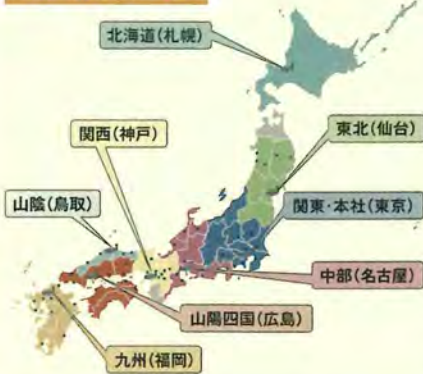 北海道(札幌)
東北(仙台)
関西(神戸)
山陰(鳥取)
関東・本社(東京)
中部(名古屋)
山陽四国(広島)
九州(福岡)